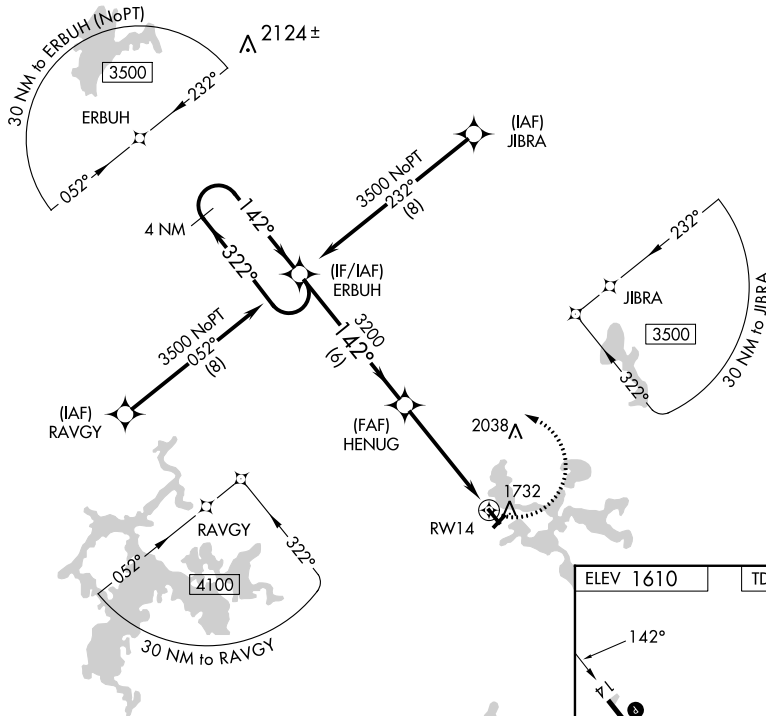 30 NM to ERBUH (NoPT)
3500
2124 ±
232°
ERBUH
052°
(IAF)
JIBRA
3500 NoPT
232°
(8)
4 NM
142°
322°
(IF/IAF)
ERBUH
232°
JIBRA
3500
30 NM to JIBRA
322°
3500 NoPT
052°
(8)
3200
142°
(6)
(IAF)
RAVGY
(FAF)
HENUG
2038
1732
RW14
RAVGY
052°
322°
4100
30 NM to RAVGY
ELEV 1610
TD
142°
14
P